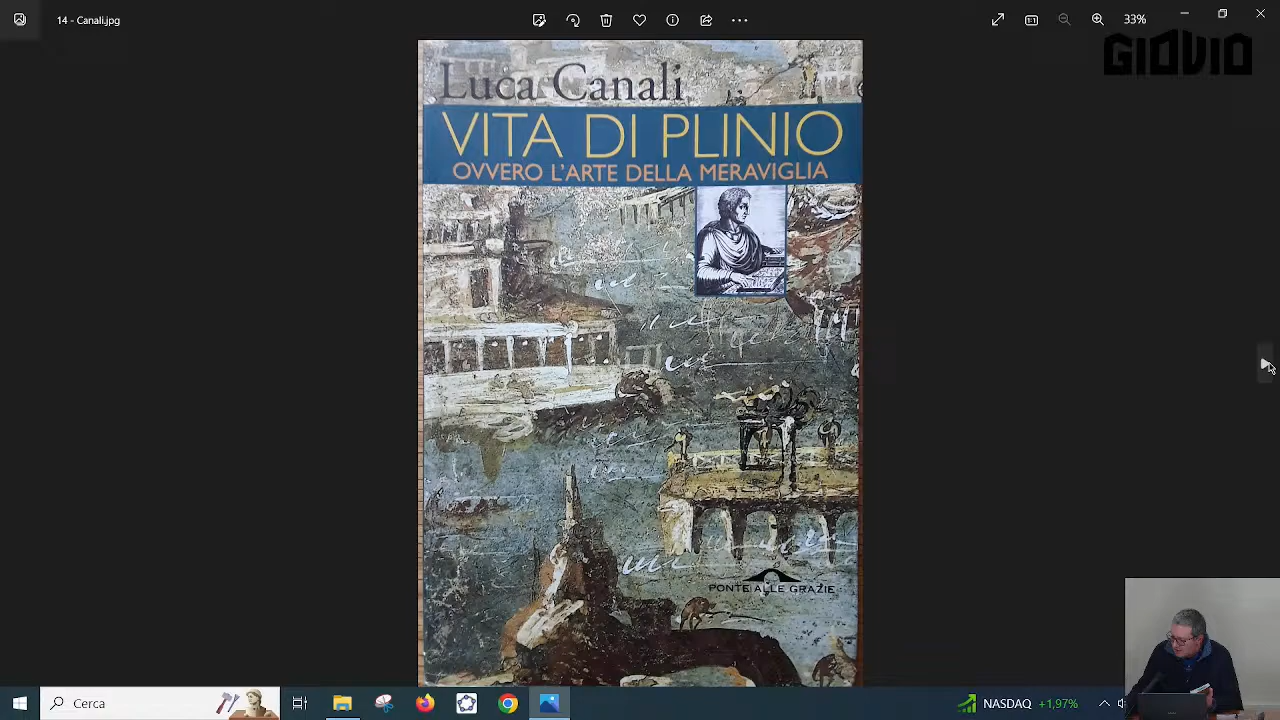 14 - Canali.jpg
33%
GIOVIO
Luca Canali
VITA DI PLINIO
OVVERO L'ARTE DELLA MERAVIGLIA
PONTE ALLE GRAZIE
Cerca
NASDAQ +1,97%